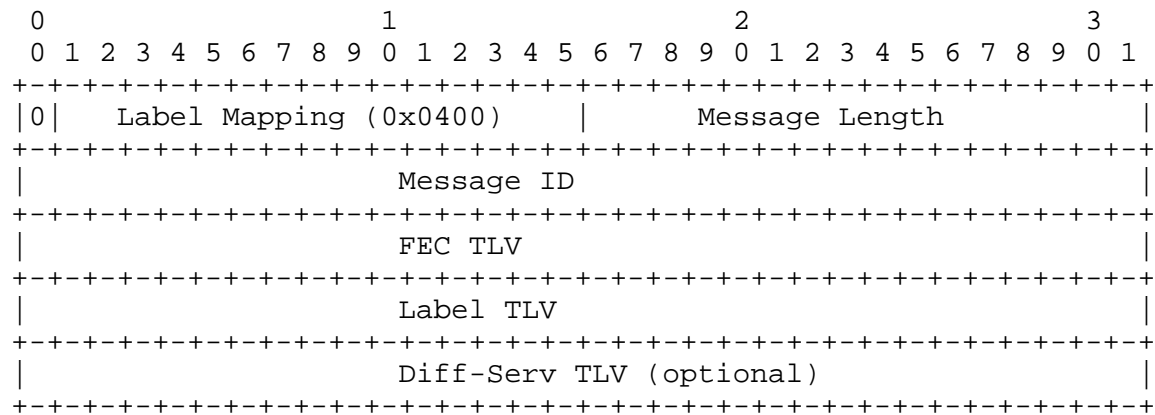 0                   1                   2                   3
 0 1 2 3 4 5 6 7 8 9 0 1 2 3 4 5 6 7 8 9 0 1 2 3 4 5 6 7 8 9 0 1
+-+-+-+-+-+-+-+-+-+-+-+-+-+-+-+-+-+-+-+-+-+-+-+-+-+-+-+-+-+-+-+-+
|0|   Label Mapping (0x0400)    |      Message Length           |
+-+-+-+-+-+-+-+-+-+-+-+-+-+-+-+-+-+-+-+-+-+-+-+-+-+-+-+-+-+-+-+-+
|                     Message ID                                |
+-+-+-+-+-+-+-+-+-+-+-+-+-+-+-+-+-+-+-+-+-+-+-+-+-+-+-+-+-+-+-+-+
|                     FEC TLV                                   |
+-+-+-+-+-+-+-+-+-+-+-+-+-+-+-+-+-+-+-+-+-+-+-+-+-+-+-+-+-+-+-+-+
|                     Label TLV                                 |
+-+-+-+-+-+-+-+-+-+-+-+-+-+-+-+-+-+-+-+-+-+-+-+-+-+-+-+-+-+-+-+-+
|                     Diff-Serv TLV (optional)                  |
+-+-+-+-+-+-+-+-+-+-+-+-+-+-+-+-+-+-+-+-+-+-+-+-+-+-+-+-+-+-+-+-+